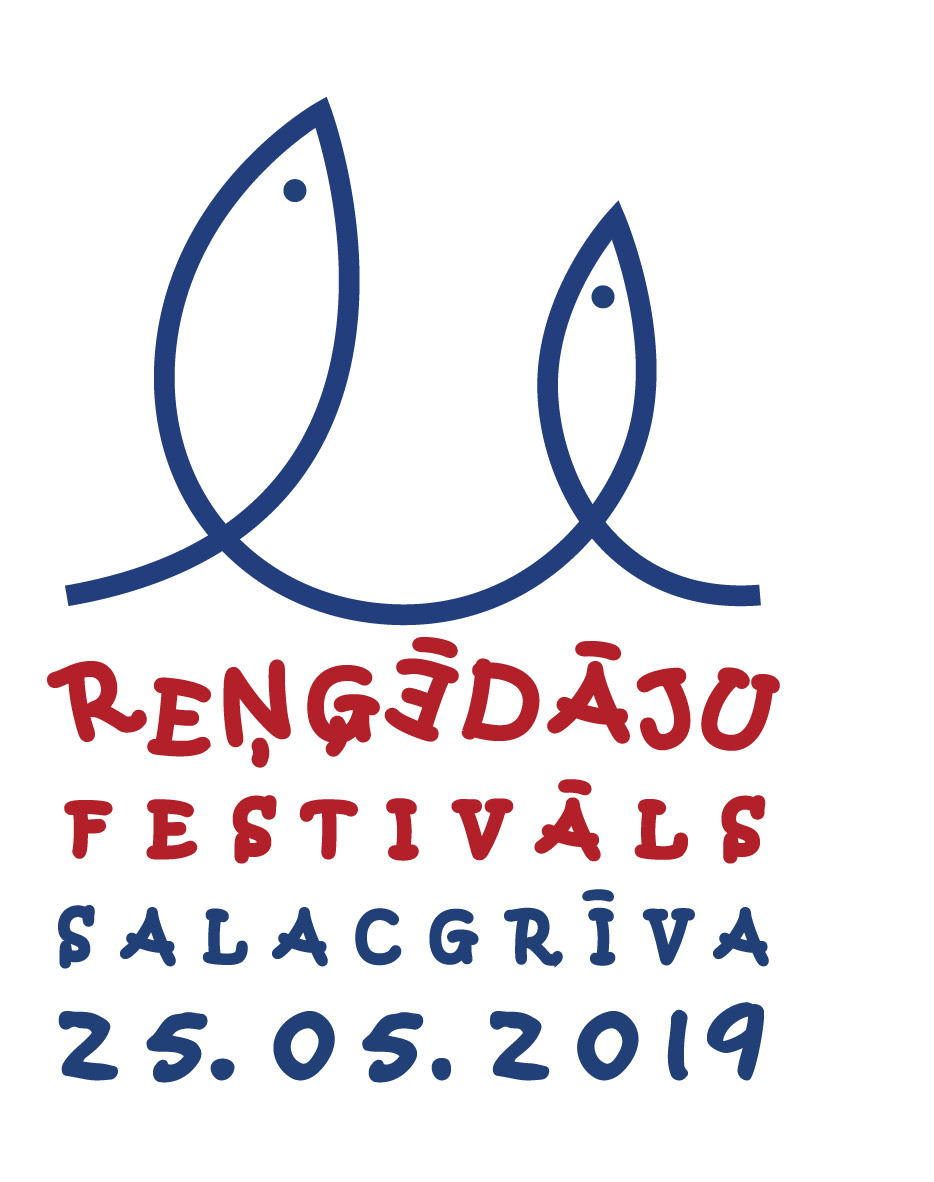 REŅĢĒDĀJU
FESTIVĀLS
SALACGRĪVA
25.05.2019